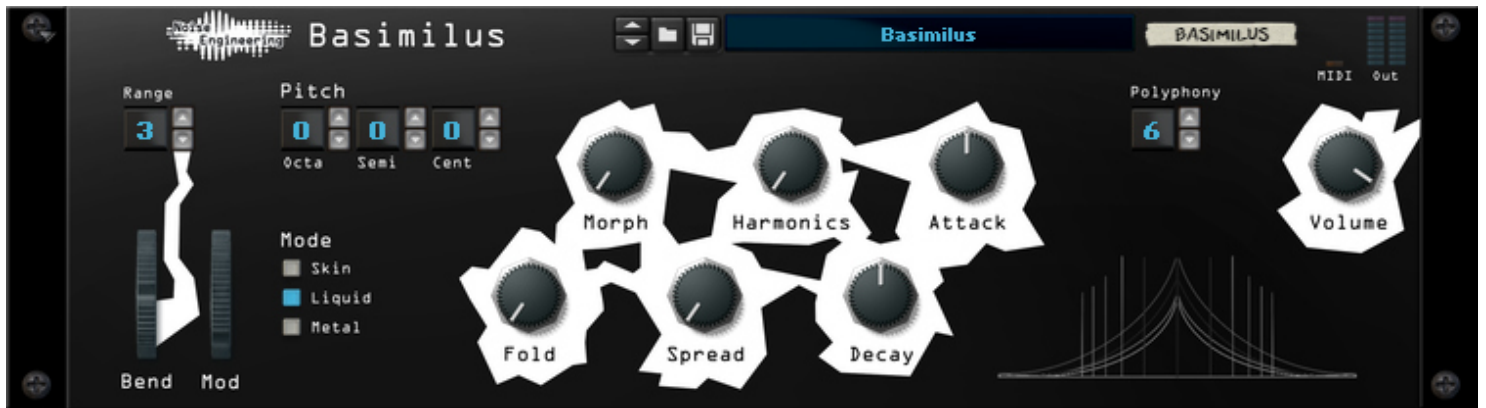 Noise
Engineering
Basimilus
Basimilus
BASIMILUS
MIDI
Out
Range
3
Pitch
0
0
0
Octa
Semi
Cent
Polyphony
6
Morph
Harmonics
Attack
Volume
Mode
Skin
Liquid
Metal
Fold
Spread
Decay
Bend
Mod